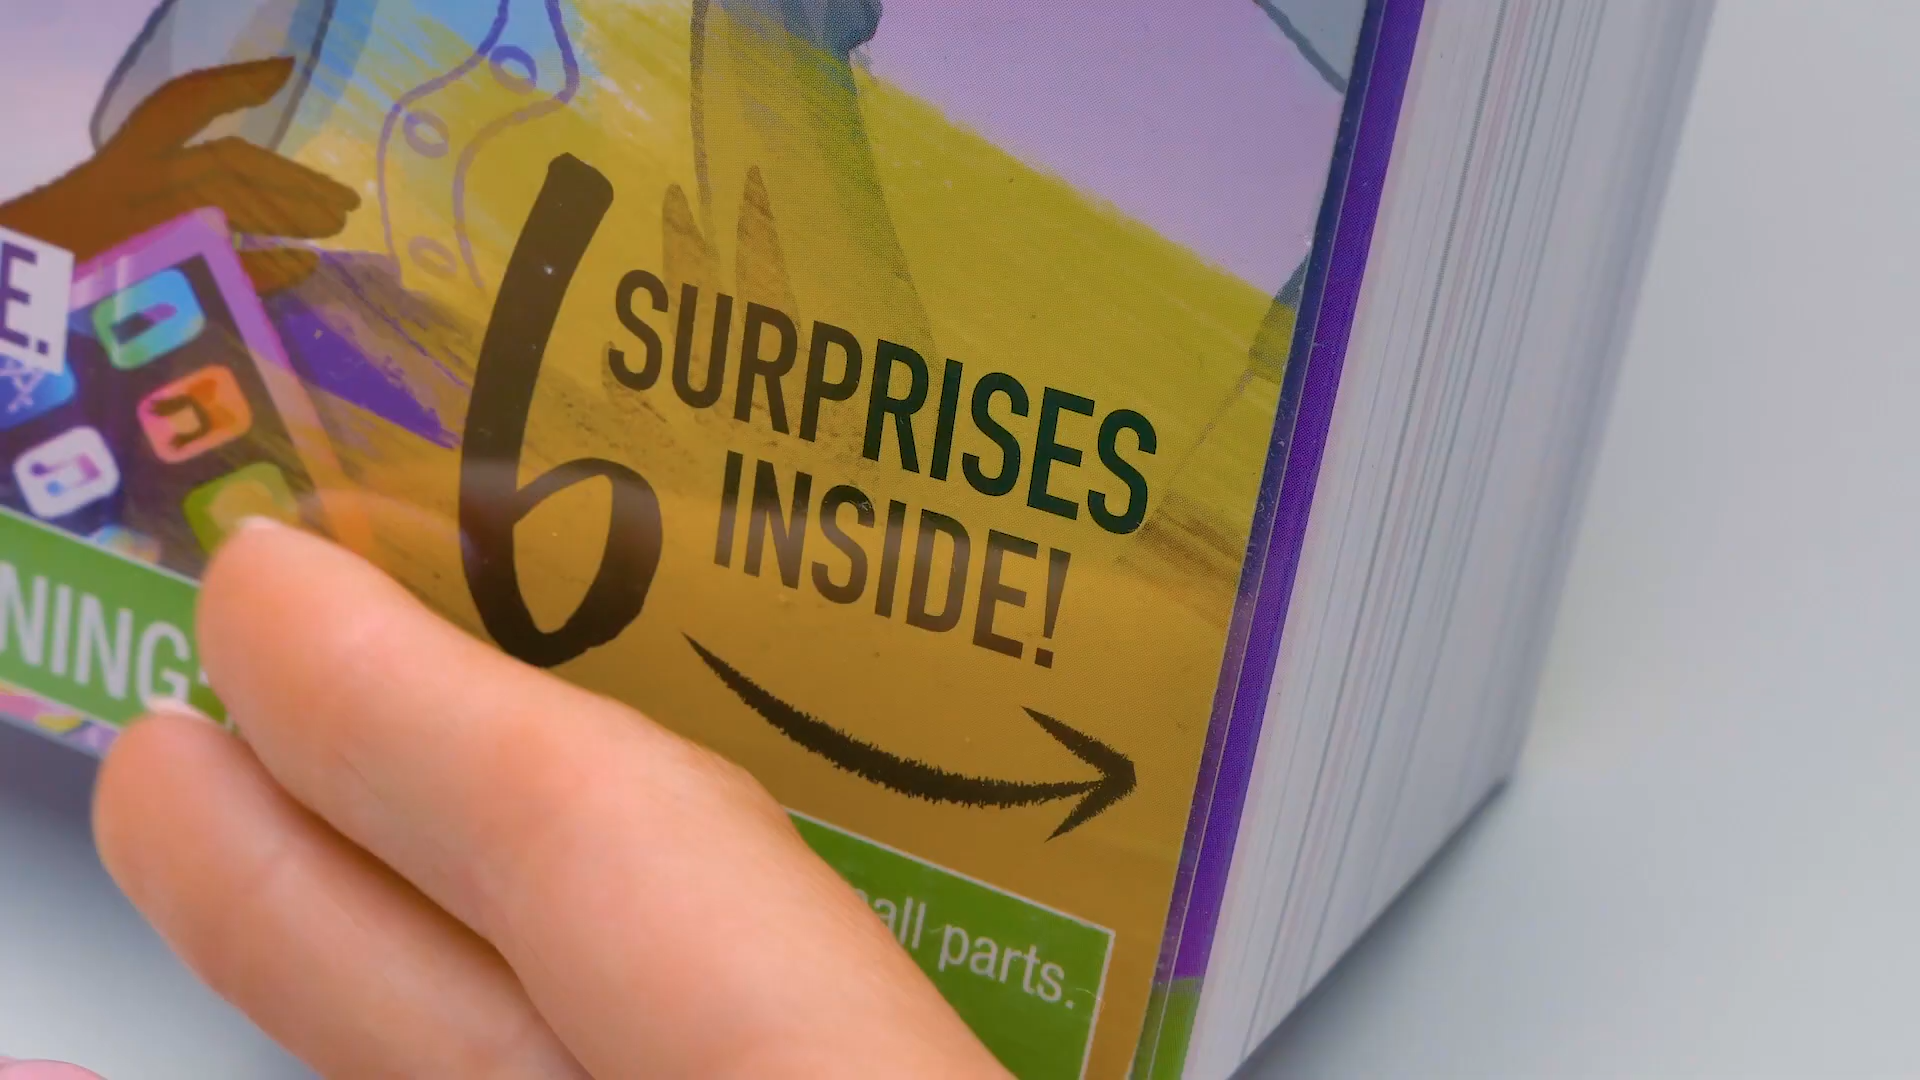 E.
6 SURPRISES
INSIDE!
NING
all parts.